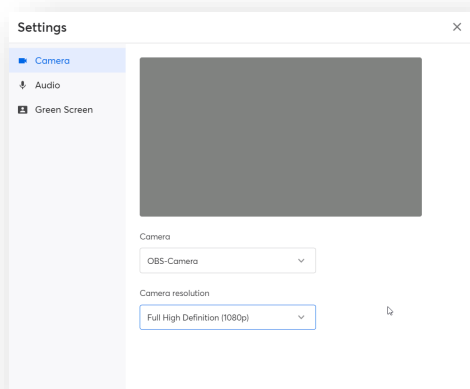 Settings
Camera
Audio
Green Screen
Camera
OBS-Camera
Camera resolution
Full High Definition (1080p)